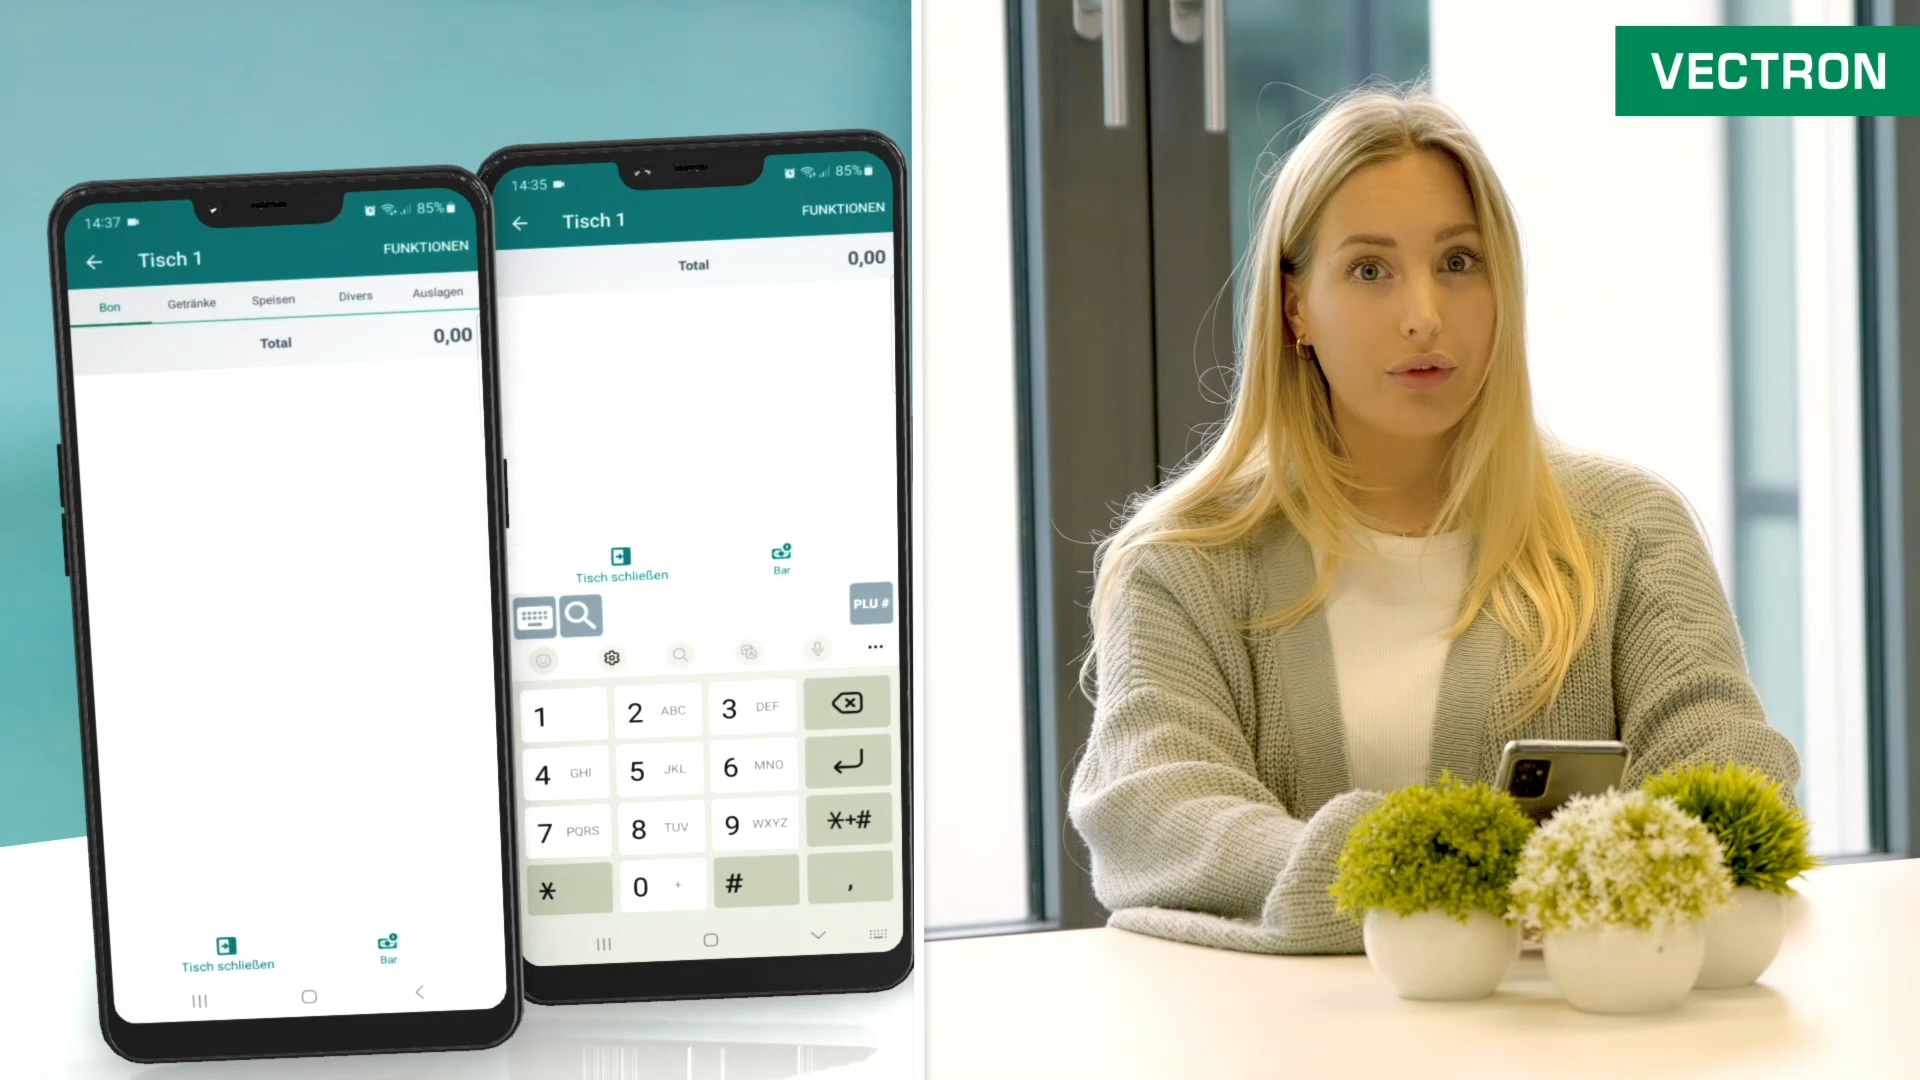 VECTRON
14:37
85%
Tisch 1
FUNKTIONEN
Bon
Getränke
Speisen
Divers
Auslagen
Total
0,00
Tisch schließen
Bar
14:35
85%
Tisch 1
FUNKTIONEN
Total
0,00
Tisch schließen
Bar
PLU #
1
2 ABC
3 DEF
4 GHI
5 JKL
6 MNO
7 PQRS
8 TUV
9 WXYZ
*+#
*
0 +
#
,